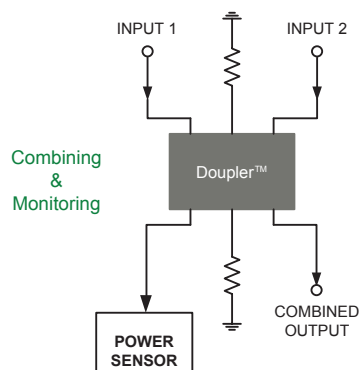 INPUT 1
INPUT 2
Combining
&
Monitoring
Doupler™
POWER
SENSOR
COMBINED
OUTPUT